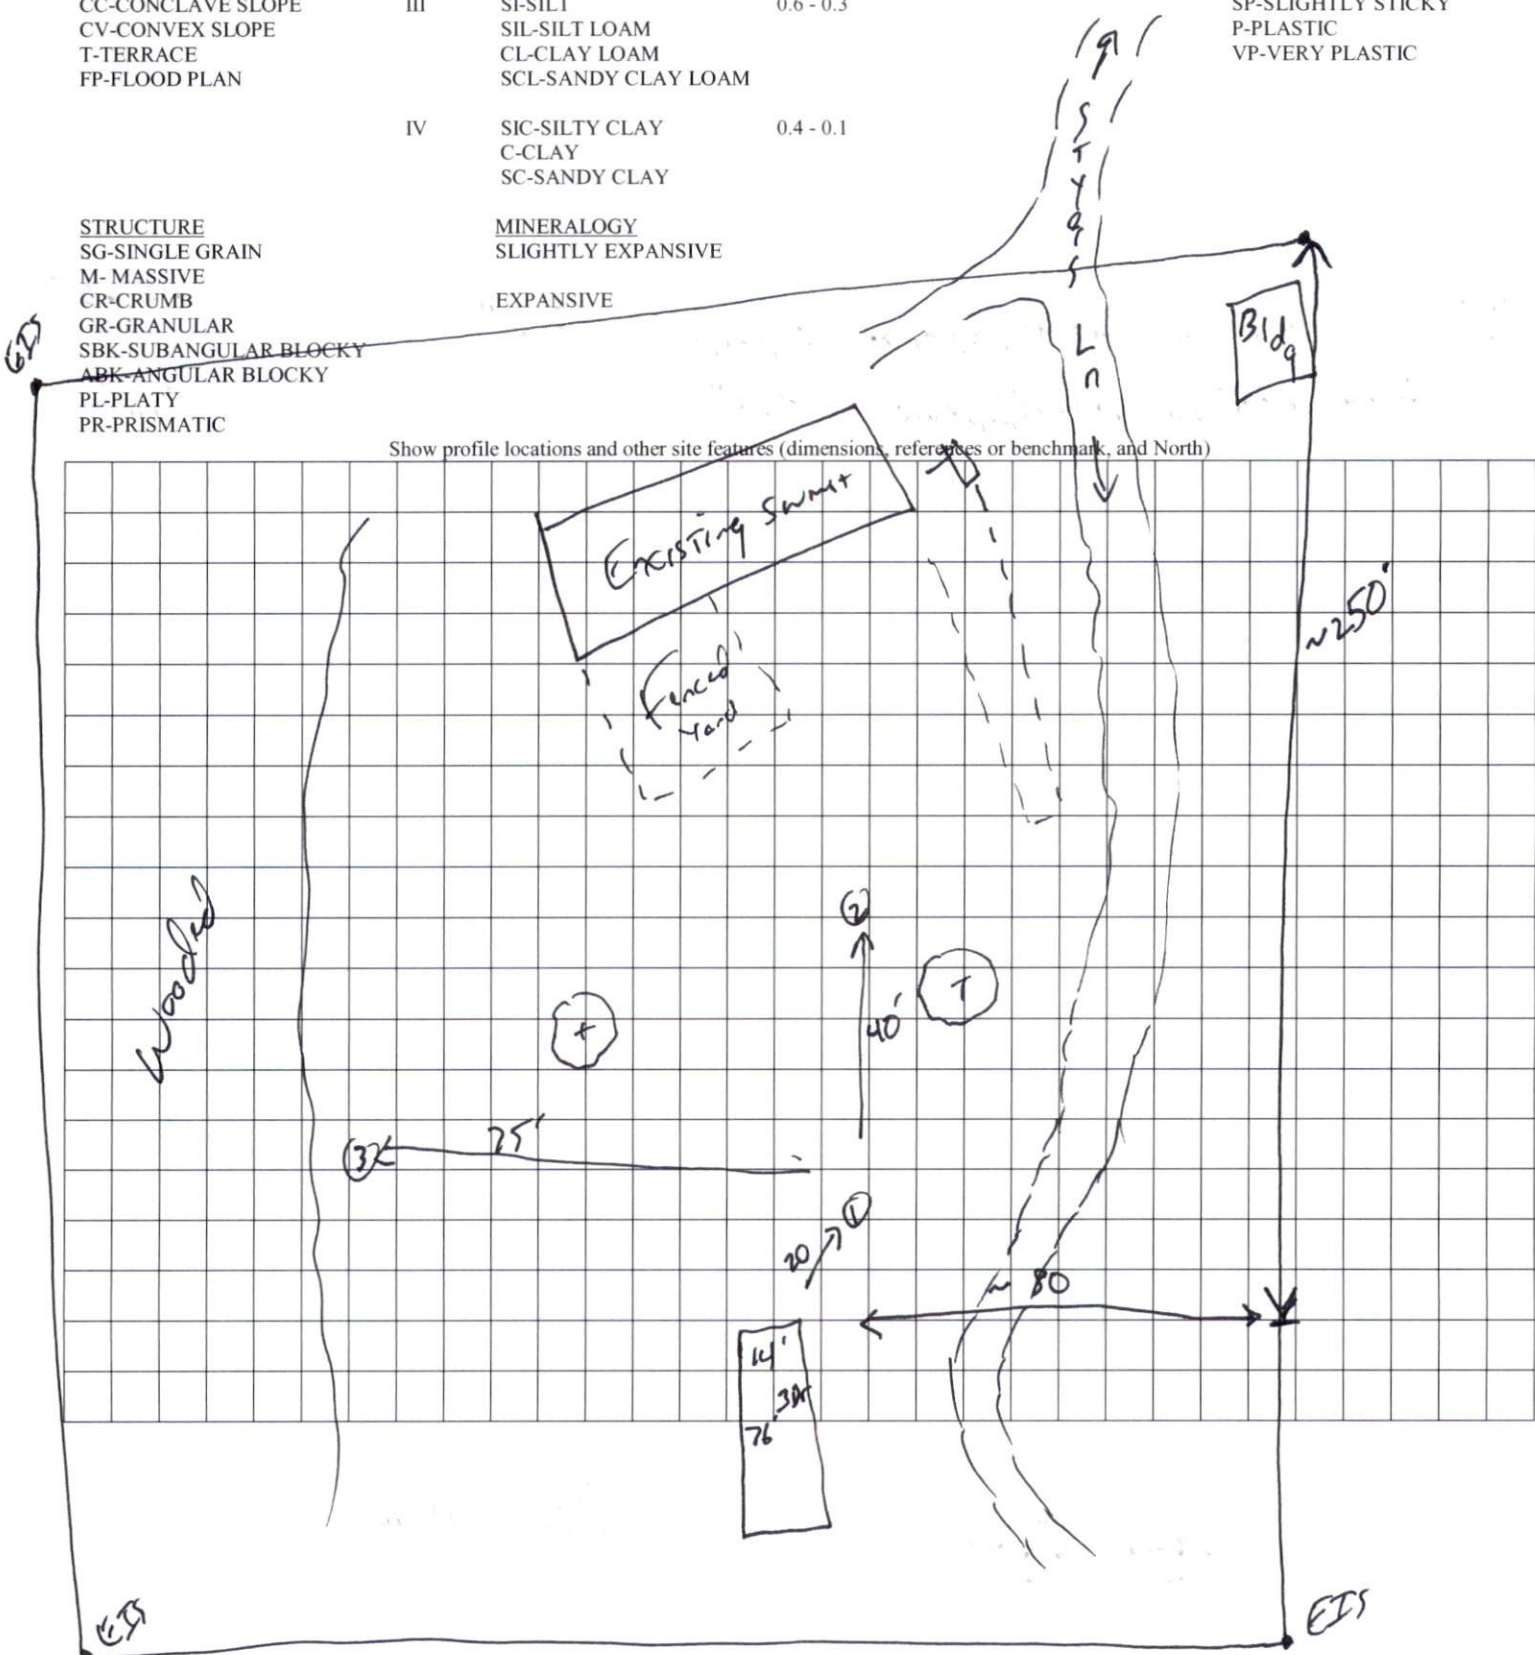 CC-CONCLAVE SLOPE III SI-SILT 0.6 - 0.3 SP-SLIGHTLY STICKY
CV-CONVEX SLOPE SIL-SILT LOAM P-PLASTIC
T-TERRACE CL-CLAY LOAM VP-VERY PLASTIC
FP-FLOOD PLAN SCL-SANDY CLAY LOAM
IV SIC-SILTY CLAY 0.4 - 0.1
C-CLAY
SC-SANDY CLAY
STRUCTURE MINERALOGY
SG-SINGLE GRAIN SLIGHTLY EXPANSIVE
M- MASSIVE
CR-CRUMB EXPANSIVE
GR-GRANULAR
SBK-SUBANGULAR BLOCKY
ABK-ANGULAR BLOCKY
PL-PLATY
PR-PRISMATIC
Ln
Bldg
Show profile locations and other site features (dimensions, references or benchmark, and North)
Existing Swmt
~250'
Fenced
Yard
Wooded
2
T
40'
+
3
75'
1
20
~ 80
14'
3Br
76'
EIS
EIS